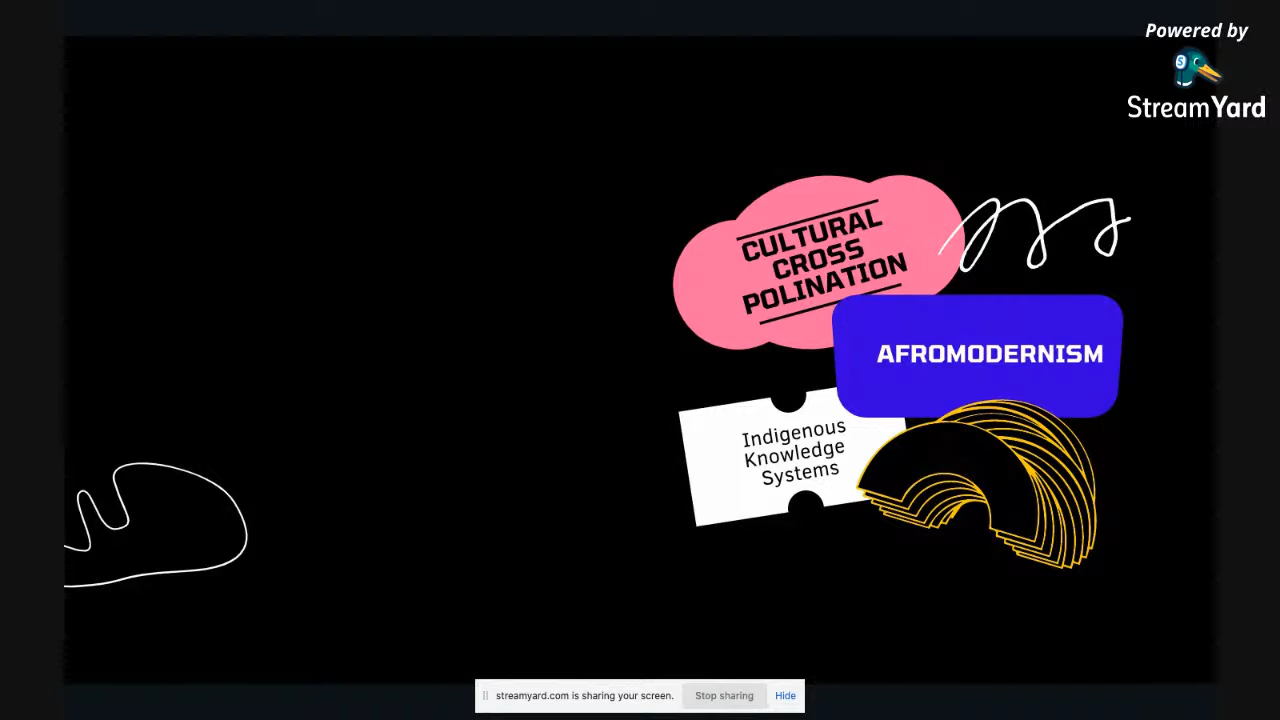 Powered by
StreamYard
CULTURAL
CROSS
POLINATION
AFROMODERNISM
Indigenous
Knowledge
Systems
streamyard.com is sharing your screen. Stop sharing Hide